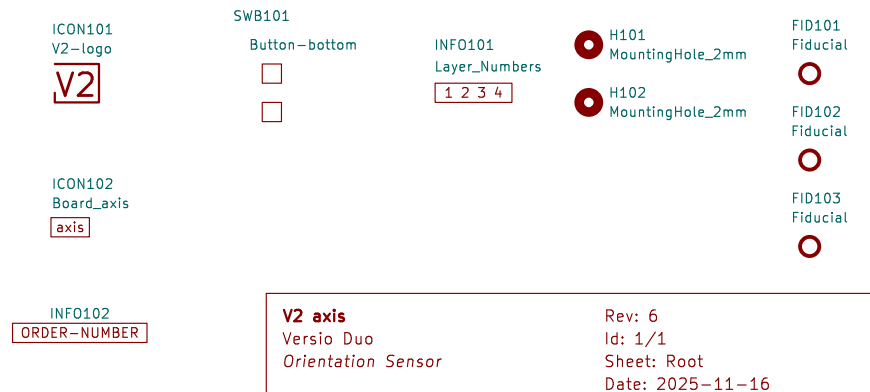 ICON101
V2-logo
V2
SWB101
Button-bottom
INFO101
Layer_Numbers
1 2 3 4
H101
MountingHole_2mm
H102
MountingHole_2mm
FID101
Fiducial
FID102
Fiducial
FID103
Fiducial
ICON102
Board_axis
axis
INFO102
ORDER-NUMBER
V2 axis
Versio Duo
Orientation Sensor
Rev: 6
Id: 1/1
Sheet: Root
Date: 2025-11-16